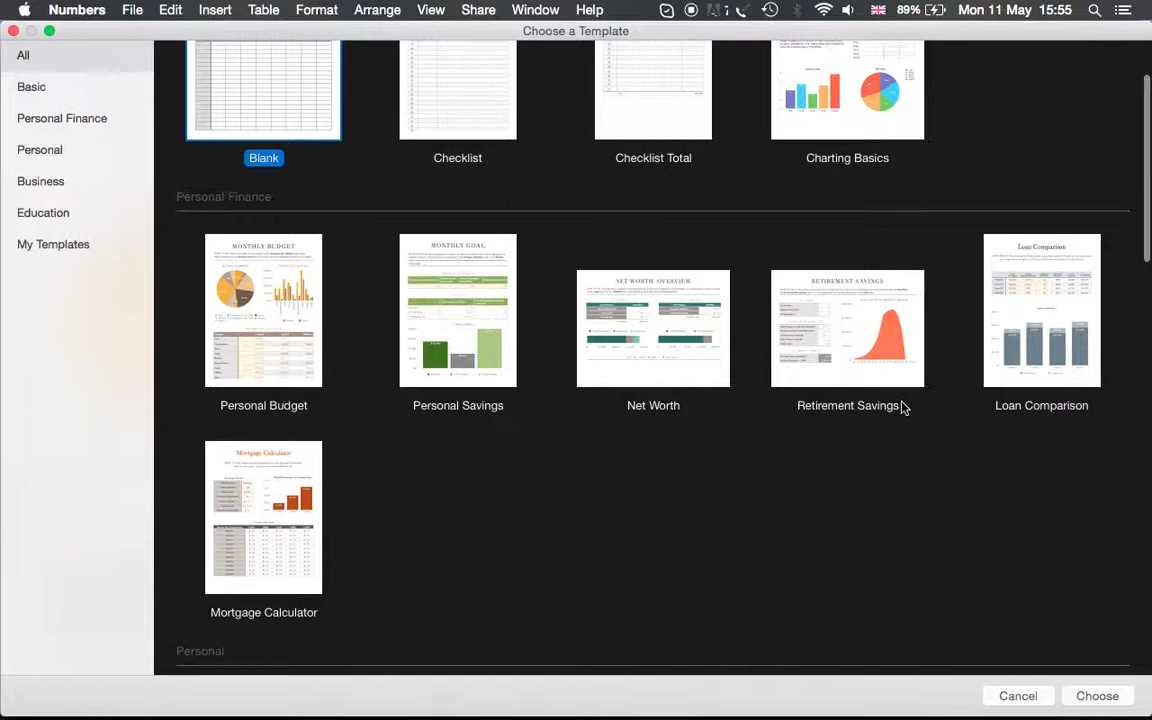 Numbers File Edit Insert Table Format Arrange View Share Window Help 89% Mon 11 May 15:55
Choose a Template
All
Basic
Personal Finance
Personal
Business
Education
My Templates
Blank Checklist Checklist Total Charting Basics
Personal Finance
MONTHLY BUDGET
MONTHLY GOAL
NET WORTH OVERVIEW
RETIREMENT SAVINGS
Loan Comparison
Personal Budget Personal Savings Net Worth Retirement Savings Loan Comparison
Mortgage Calculator
Mortgage Calculator
Personal
Cancel Choose